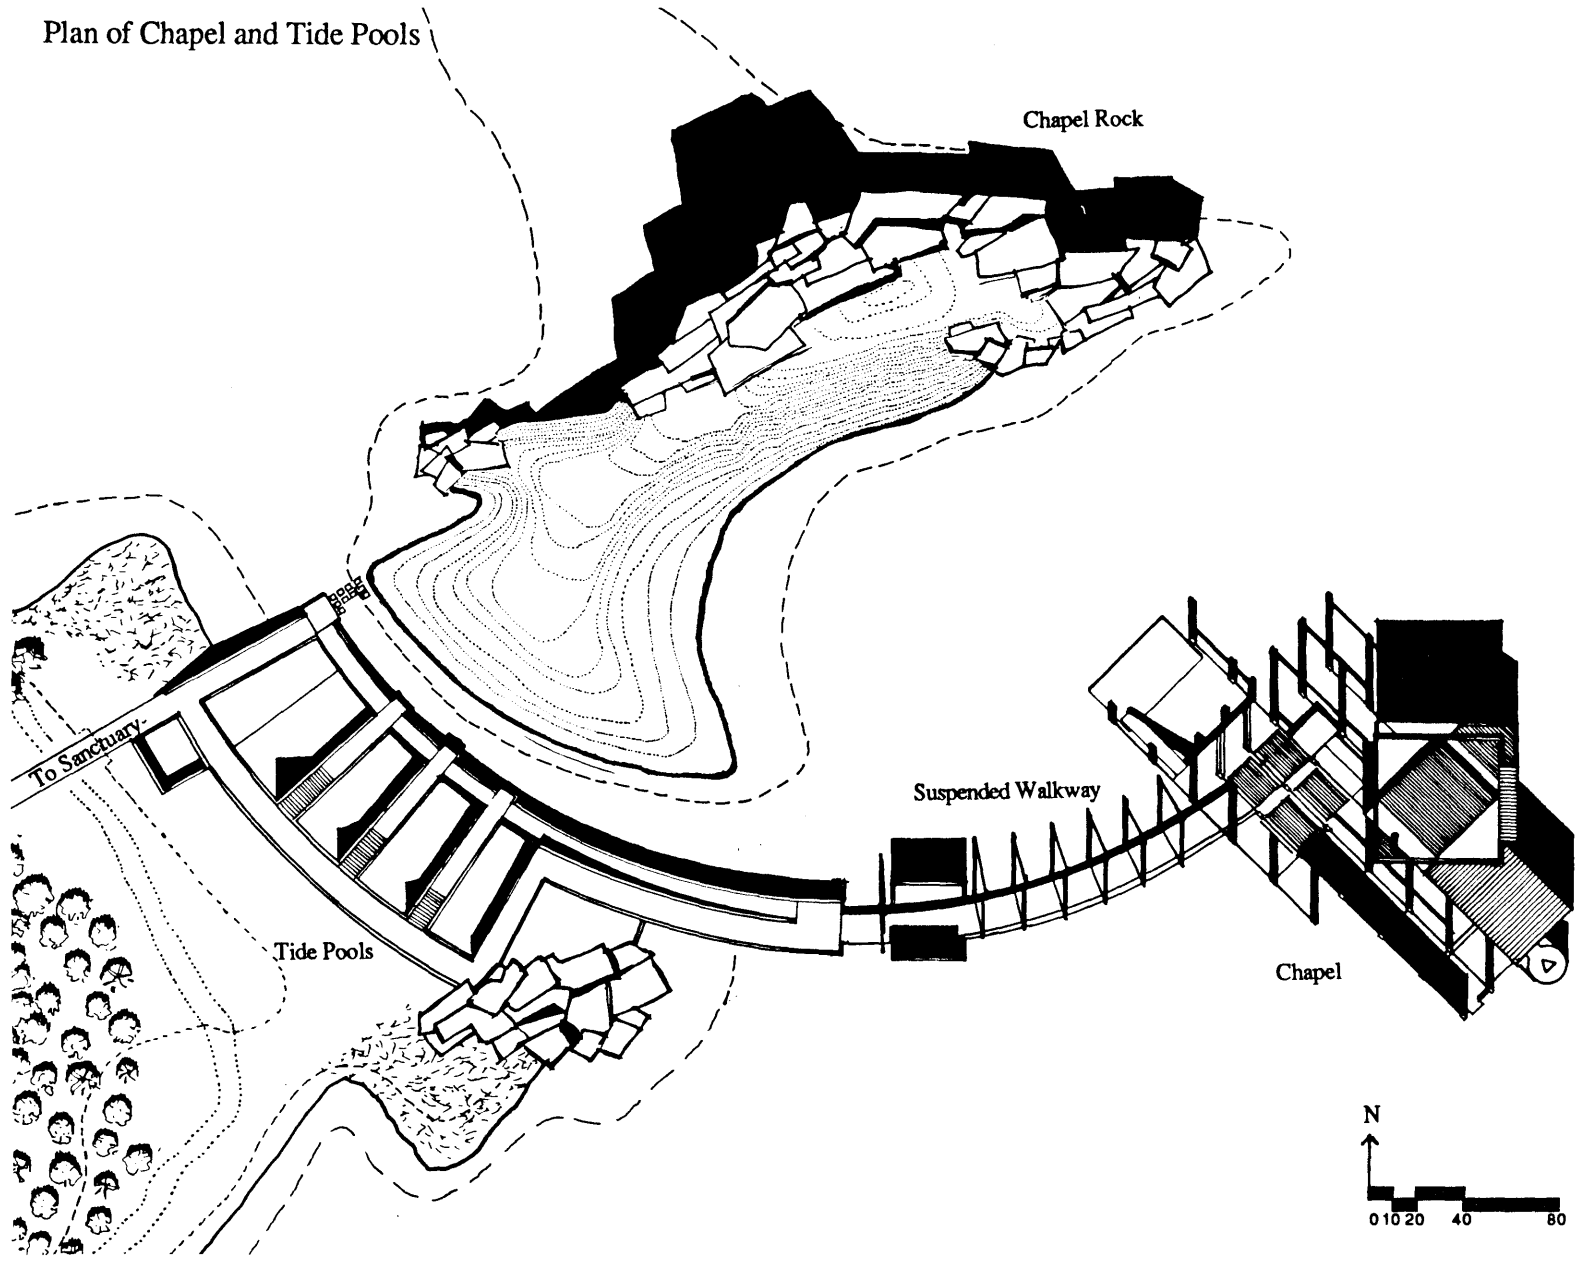 Plan of Chapel and Tide Pools
Chapel Rock
To Sanctuary
Suspended Walkway
Tide Pools
Chapel
N
0 10 20 40 80